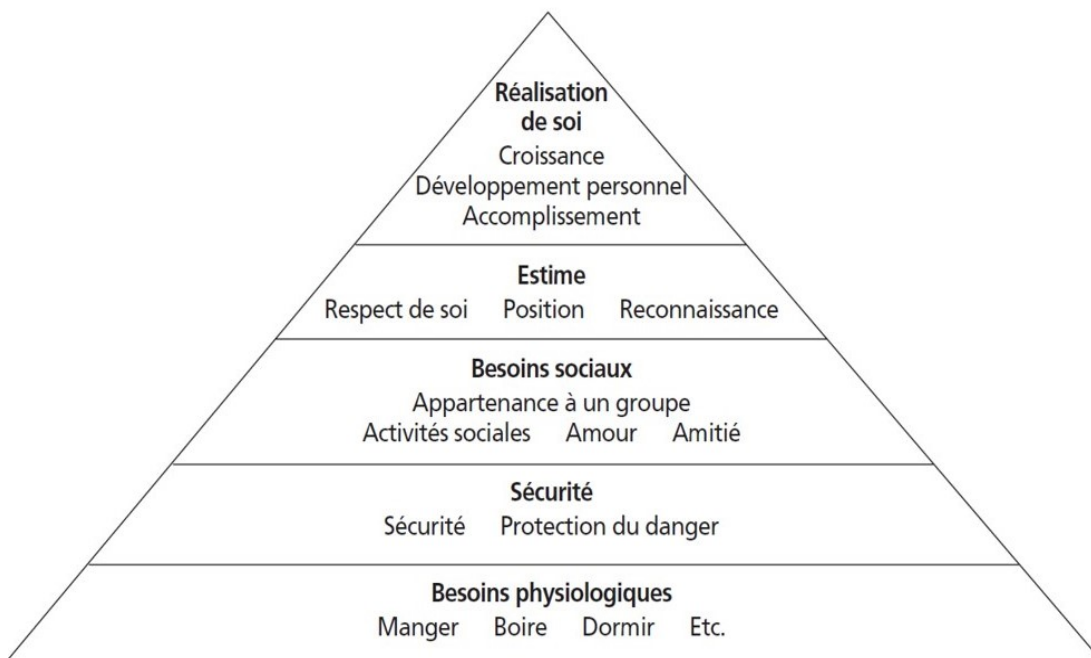 Réalisation
de soi
Croissance
Développement personnel
Accomplissement
Estime
Respect de soi Position Reconnaissance
Besoins sociaux
Appartenance à un groupe
Activités sociales Amour Amitié
Sécurité
Sécurité Protection du danger
Besoins physiologiques
Manger Boire Dormir Etc.